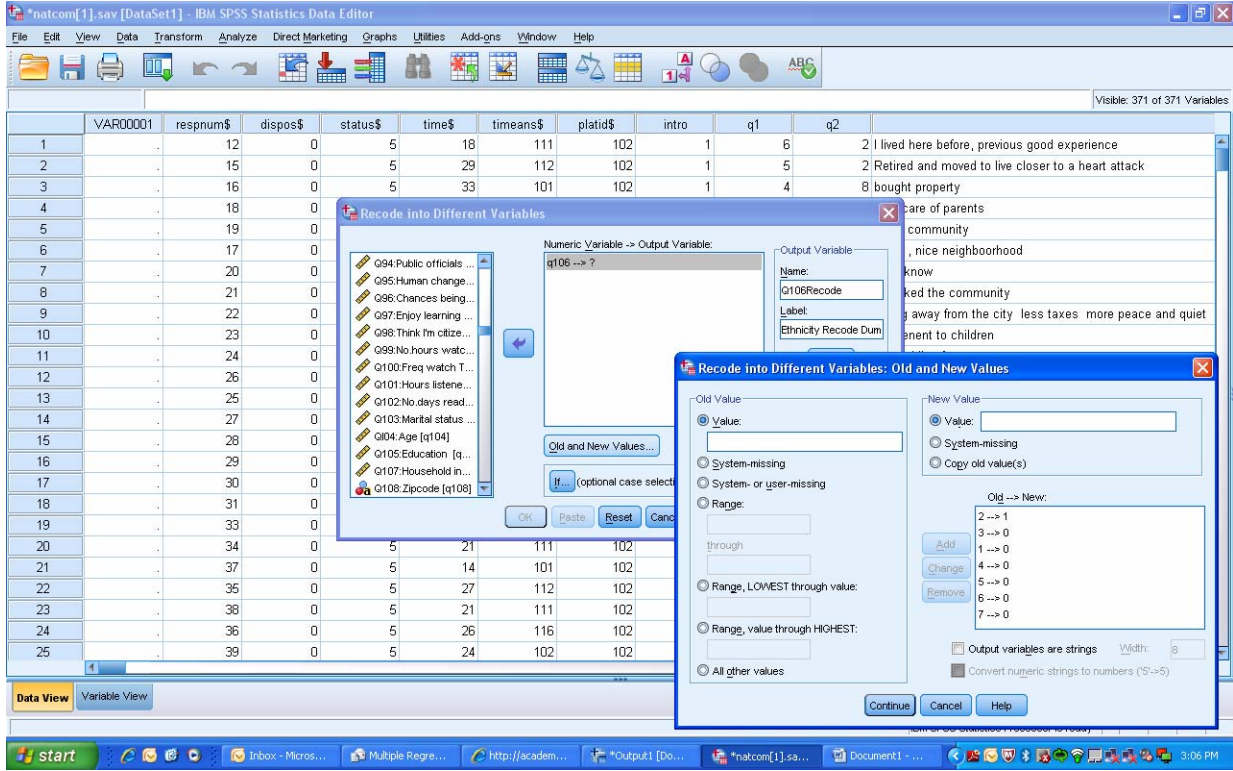 *natcom[1].sav [DataSet1] - IBM SPSS Statistics Data Editor
File Edit View Data Transform Analyze Direct Marketing Graphs Utilities Add-ons Window Help
Visible: 371 of 371 Variables
VAR00001 respnum$ dispos$ status$ time$ timeans$ platid$ intro q1 q2
1 . 12 0 5 18 111 102 1 6 2 I lived here before, previous good experience
2 . 15 0 5 29 112 102 1 5 2 Retired and moved to live closer to a heart attack
3 . 16 0 5 33 101 102 1 4 8 bought property
4 . 18 0 care of parents
5 . 19 0 community
6 . 17 0 , nice neighbourhood
7 . 20 0 know
8 . 21 0 ked the community
9 . 22 0 away from the city less taxes more peace and quiet
10 . 23 0 enent to children
11 . 24 0
12 . 26 0
13 . 25 0
14 . 27 0
15 . 28 0
16 . 29 0
17 . 30 0
18 . 31 0
19 . 33 0
20 . 34 0 5 21 111 102
21 . 37 0 5 14 101 102
22 . 35 0 5 27 112 102
23 . 38 0 5 21 111 102
24 . 36 0 5 26 116 102
25 . 39 0 5 24 102 102
Recode into Different Variables
Q94:Public officials ...
Q95:Human change...
Q96:Chances being...
Q97:Enjoy learning ...
Q98:Think I'm citize...
Q99:No.hours watc...
Q100:Freq watch T...
Q101:Hours listene...
Q102:No.days read...
Q103:Marital status ...
QI04:Age [q104]
Q105:Education [q...
Q107:Household in...
Q108:Zipcode [q108]
Numeric Variable -> Output Variable:
q106 --> ?
Output Variable
Name:
Q106Recode
Label:
Ethnicity Recode Dum
Old and New Values...
If... (optional case selecti
OK Paste Reset Canc
Recode into Different Variables: Old and New Values
Old Value
Value:
System-missing
System- or user-missing
Range:
through
Range, LOWEST through value:
Range, value through HIGHEST:
All other values
New Value
Value:
System-missing
Copy old value(s)
Old --> New:
2 --> 1
3 --> 0
1 --> 0
4 --> 0
5 --> 0
6 --> 0
7 --> 0
Add
Change
Remove
Output variables are strings Width: 8
Convert numeric strings to numbers ('5'->5)
Continue Cancel Help
Data View Variable View
start Inbox - Micros... Multiple Regre... http://academ... *Output1 [Do... *natcom[1].sa... Document1 - ... 3:06 PM